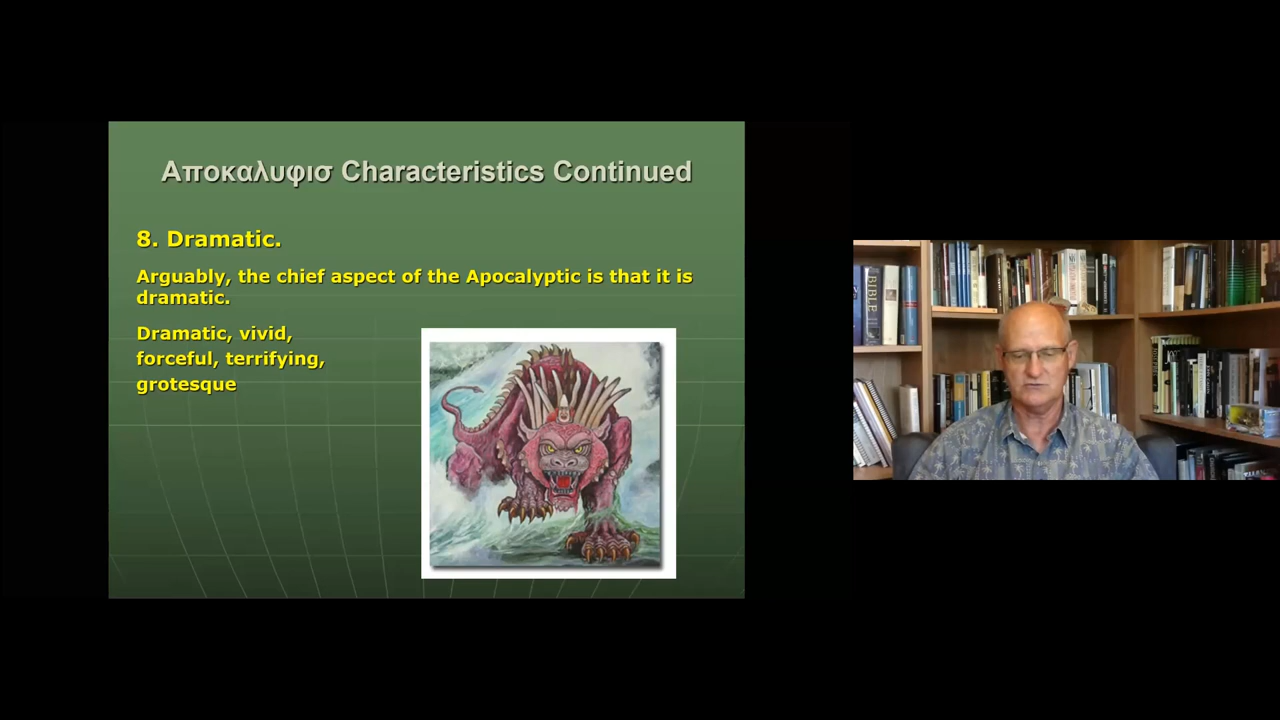 Αποκαλυφισ Characteristics Continued
8. Dramatic.
Arguably, the chief aspect of the Apocalyptic is that it is
dramatic.
Dramatic, vivid,
forceful, terrifying,
grotesque
BIBLE